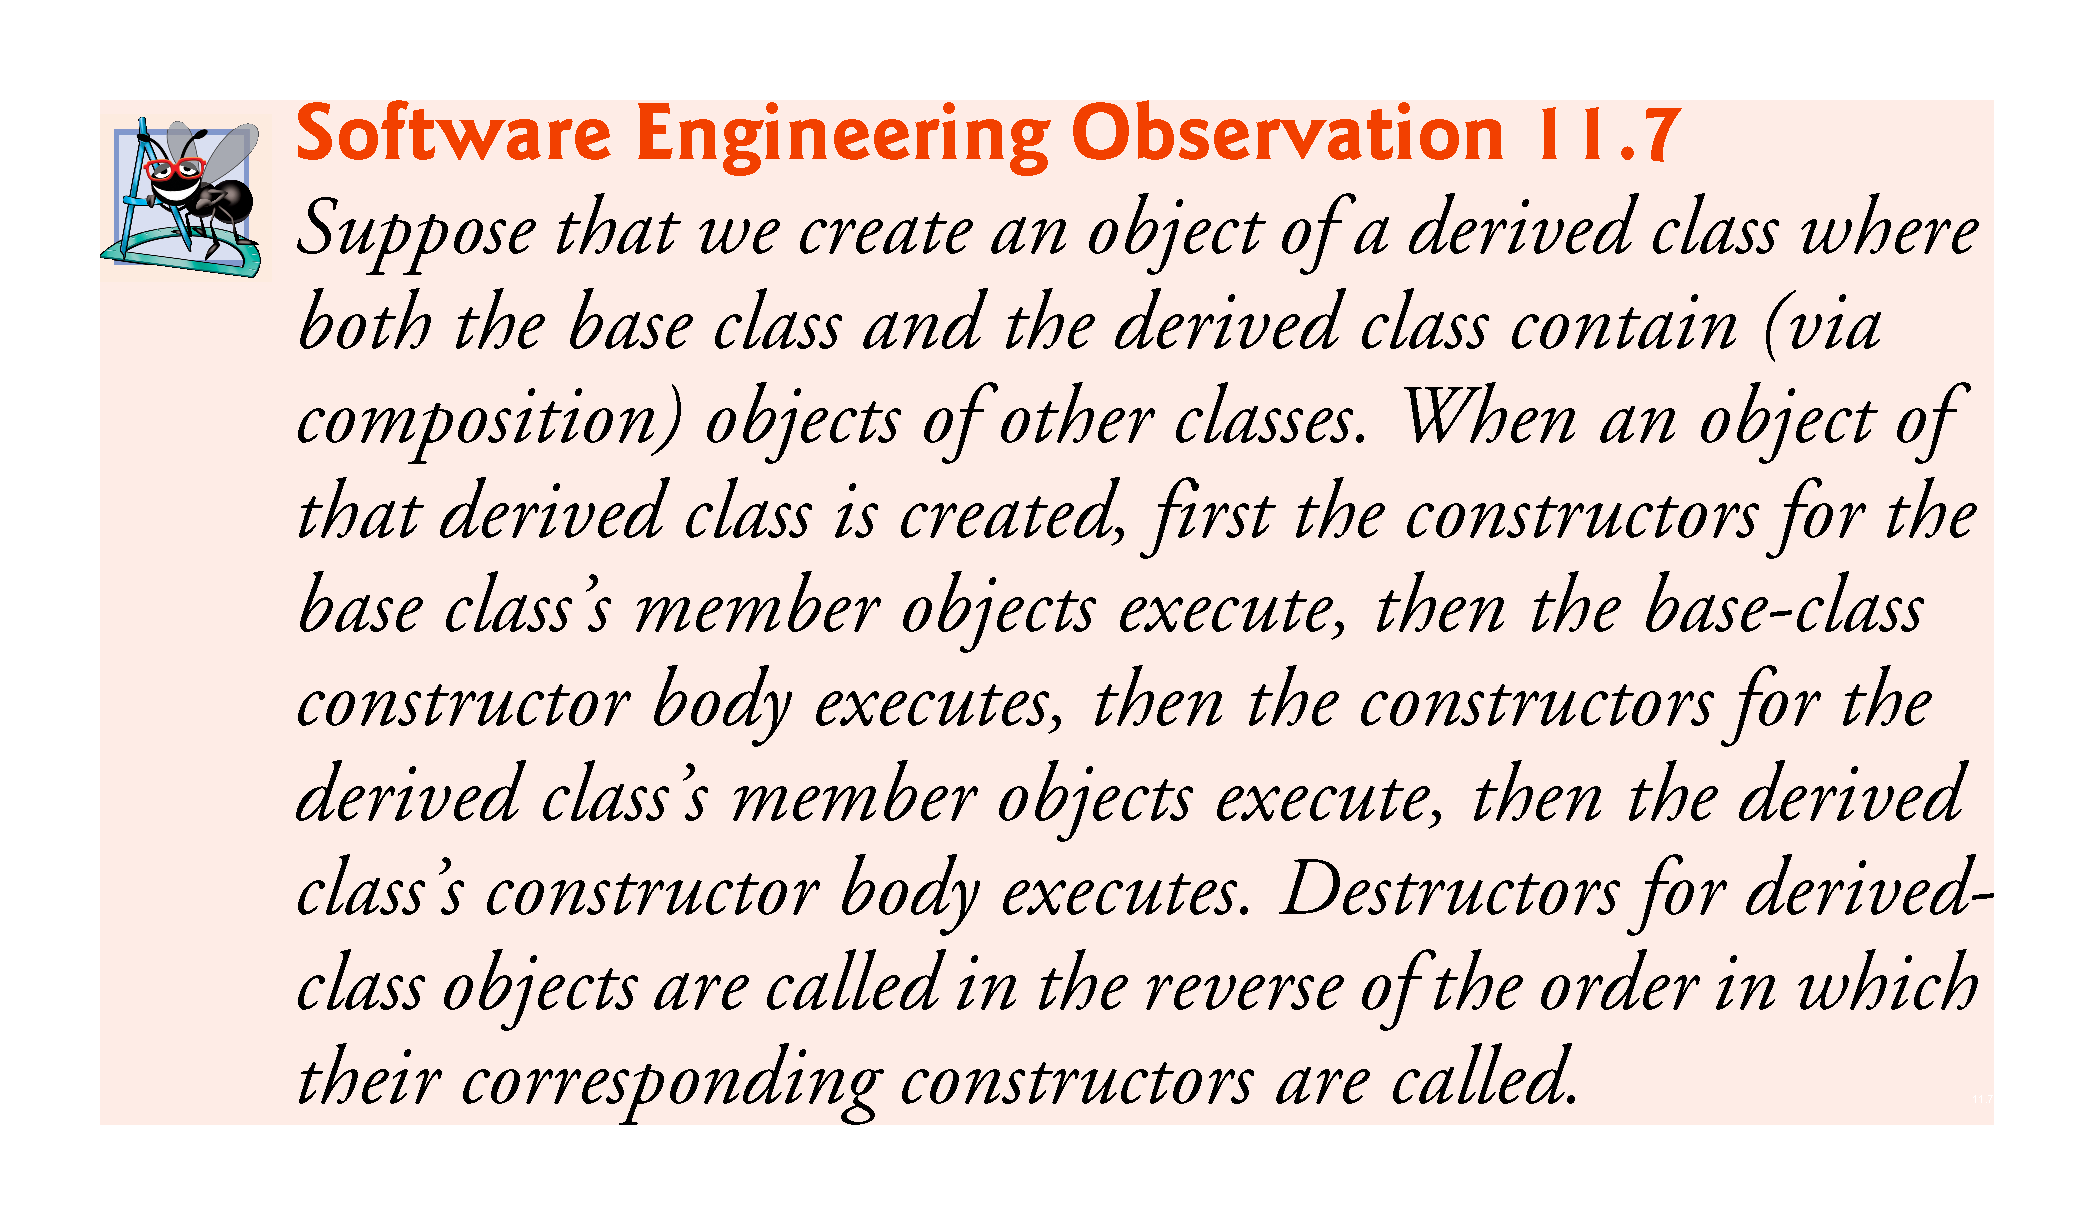 Software Engineering Observation 11.7
Suppose that we create an object of a derived class where
both the base class and the derived class contain (via
composition) objects of other classes. When an object of
that derived class is created, first the constructors for the
base class’s member objects execute, then the base-class
constructor body executes, then the constructors for the
derived class’s member objects execute, then the derived
class’s constructor body executes. Destructors for derived-
class objects are called in the reverse of the order in which
their corresponding constructors are called.
11.7